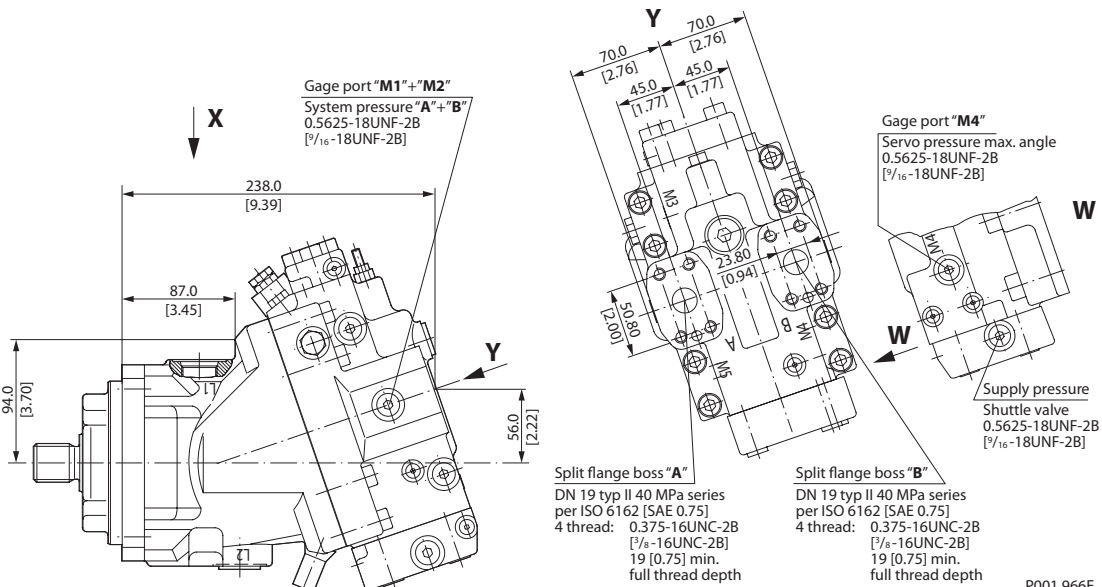 Gage port "M1"+"M2"
System pressure "A"+"B"
0.5625-18UNF-2B
[9/16-18UNF-2B]
X
238.0
[9.39]
87.0
[3.45]
94.0
[3.70]
L1
L2
Y
56.0
[2.22]
Y
70.0
[2.76]
70.0
[2.76]
45.0
[1.77]
45.0
[1.77]
M3
23.80
[0.94]
50.80
[2.00]
A
B
M4
M5
W
Gage port "M4"
Servo pressure max. angle
0.5625-18UNF-2B
[9/16-18UNF-2B]
W
M4
Supply pressure
Shuttle valve
0.5625-18UNF-2B
[9/16-18UNF-2B]
Split flange boss "A"
DN 19 typ II 40 MPa series
per ISO 6162 [SAE 0.75]
4 thread: 0.375-16UNC-2B
[3/8-16UNC-2B]
19 [0.75] min.
full thread depth
Split flange boss "B"
DN 19 typ II 40 MPa series
per ISO 6162 [SAE 0.75]
4 thread: 0.375-16UNC-2B
[3/8-16UNC-2B]
19 [0.75] min.
full thread depth
P001 966E